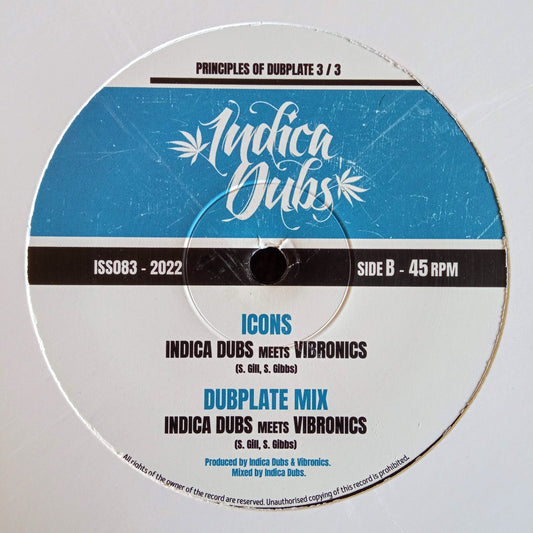 PRINCIPLES OF DUBPLATE 3 / 3
Indica
Dubs
ISS083 - 2022
SIDE B - 45 RPM
ICONS
INDICA DUBS MEETS VIBRONICS
(S. Gill, S. Gibbs)
DUBPLATE MIX
INDICA DUBS MEETS VIBRONICS
(S. Gill, S. Gibbs)
Produced by Indica Dubs & Vibronics.
Mixed by Indica Dubs.
All rights of the owner of the record are reserved. Unauthorised copying of this record is prohibited.